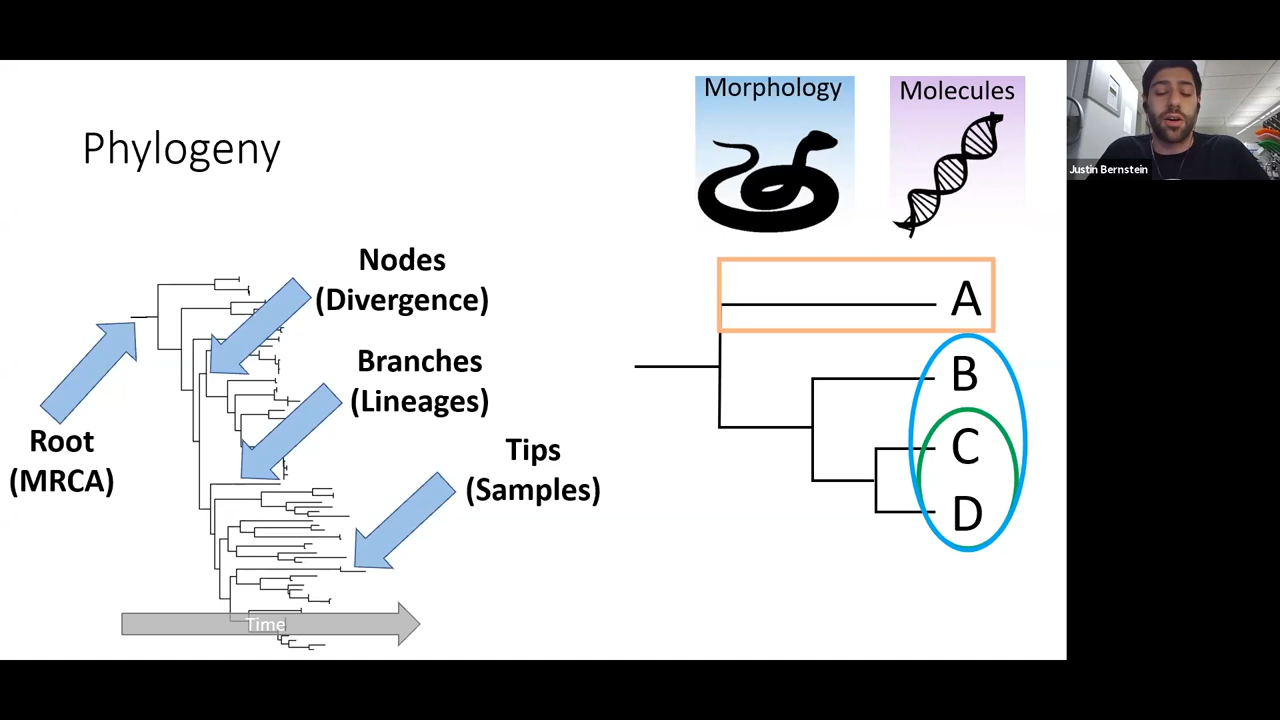 Phylogeny
Morphology
Molecules
Justin Bernstein
Nodes
(Divergence)
Branches
(Lineages)
Root
(MRCA)
Tips
(Samples)
Time
A
B
C
D